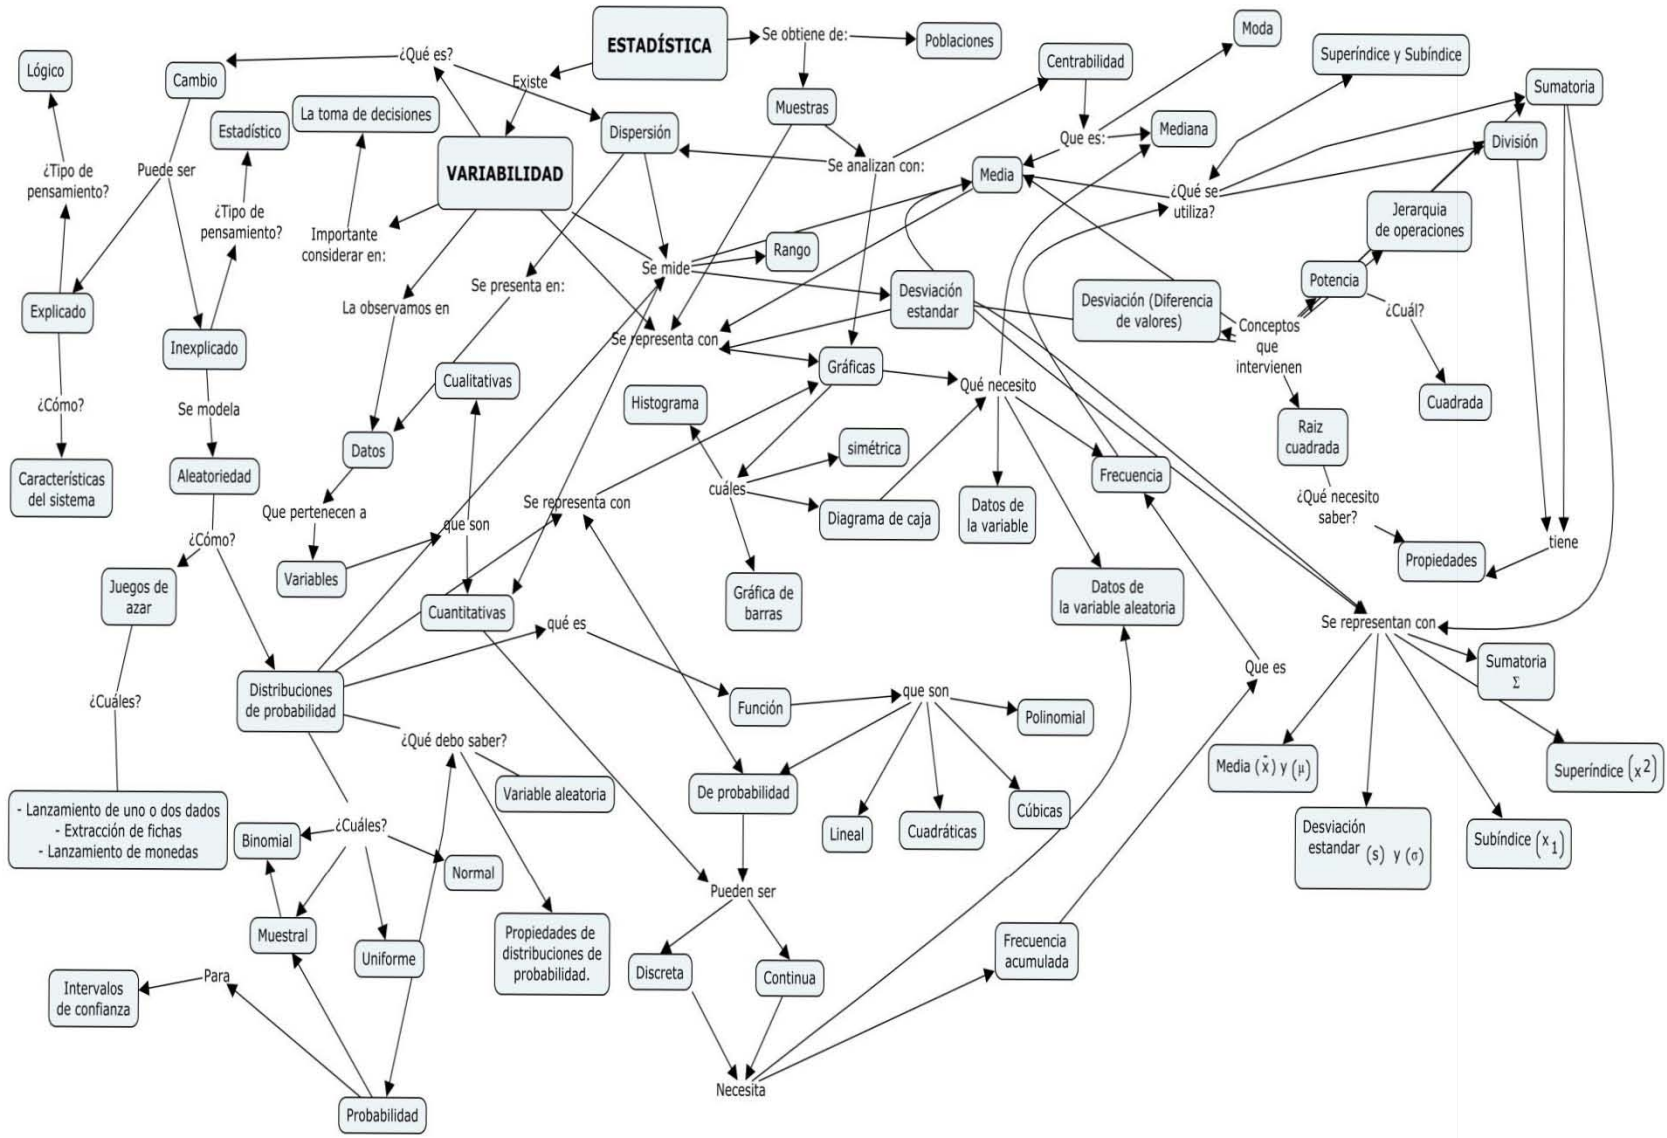 ESTADÍSTICA
Se obtiene de:
Poblaciones
Moda
¿Qué es?
Lógico
Cambio
Existe
Centrabilidad
Superíndice y Subíndice
Sumatoria
La toma de decisiones
Muestras
Estadístico
Dispersión
Mediana
Que es:
División
VARIABILIDAD
Se analizan con:
Media
¿Tipo de
pensamiento?
Puede ser
¿Qué se
utiliza?
¿Tipo de
pensamiento?
Importante
considerar en:
Jerarquia
de operaciones
Rango
Se mide
Se presenta en:
Potencia
Desviación
estandar
Desviación (Diferencia
de valores)
Explicado
La observamos en
¿Cuál?
Conceptos
que
intervienen
Inexplicado
Se representa con
Gráficas
Cualitativas
Qué necesito
Histograma
Cuadrada
¿Cómo?
Se modela
Raiz
cuadrada
Datos
simétrica
Características
del sistema
Aleatoriedad
Frecuencia
cuáles
¿Qué necesito
saber?
Se representa con
Que pertenecen a
que son
Diagrama de caja
Datos de
la variable
¿Cómo?
tiene
Propiedades
Variables
Juegos de
azar
Gráfica de
barras
Datos de
la variable aleatoria
Cuantitativas
qué es
Se representan con
Sumatoria
Σ
Que es
Distribuciones
de probabilidad
¿Cuáles?
Función
que son
Polinomial
¿Qué debo saber?
Media (x̄) y (μ)
Superíndice (x²)
Variable aleatoria
De probabilidad
Cúbicas
- Lanzamiento de uno o dos dados
- Extracción de fichas
- Lanzamiento de monedas
Binomial
¿Cuáles?
Lineal
Cuadráticas
Desviación
estandar (s) y (σ)
Subíndice (x₁)
Normal
Pueden ser
Muestral
Uniforme
Propiedades de
distribuciones de
probabilidad.
Frecuencia
acumulada
Discreta
Continua
Para
Intervalos
de confianza
Necesita
Probabilidad